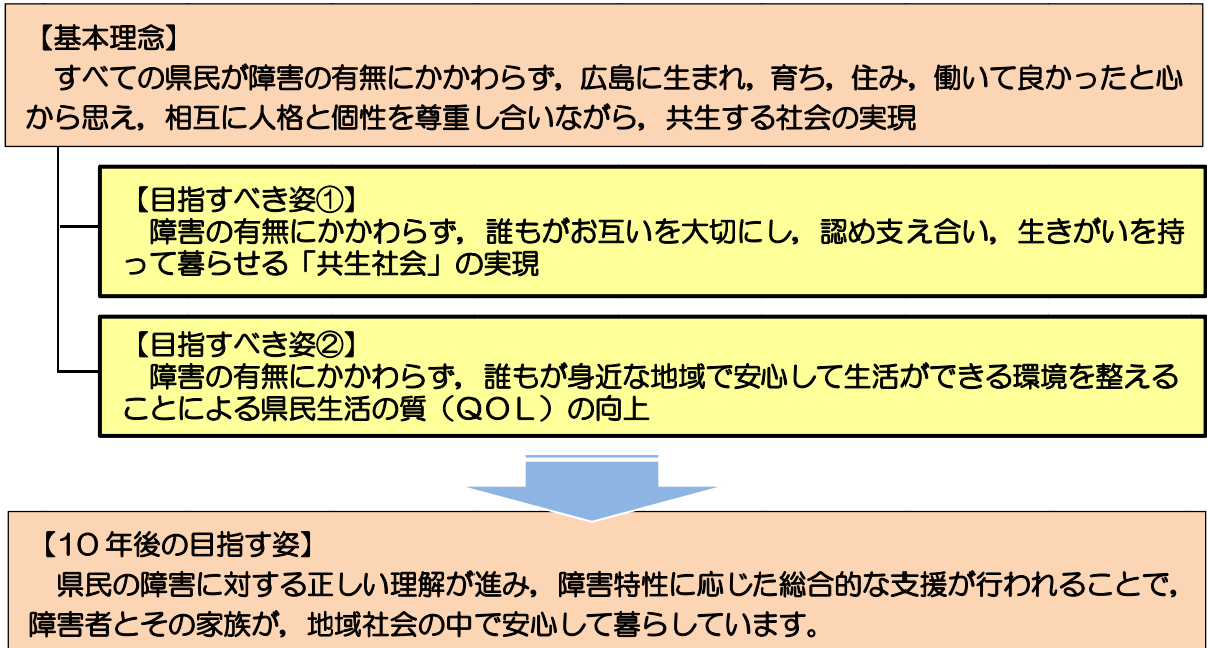 【基本理念】
すべての県民が障害の有無にかかわらず，広島に生まれ，育ち，住み，働いて良かったと心
から思え，相互に人格と個性を尊重し合いながら，共生する社会の実現
【目指すべき姿①】
障害の有無にかかわらず，誰もがお互いを大切にし，認め支え合い，生きがいを持
って暮らせる「共生社会」の実現
【目指すべき姿②】
障害の有無にかかわらず，誰もが身近な地域で安心して生活ができる環境を整える
ことによる県民生活の質（ＱＯＬ）の向上
【10 年後の目指す姿】
県民の障害に対する正しい理解が進み，障害特性に応じた総合的な支援が行われることで，
障害者とその家族が，地域社会の中で安心して暮らしています。